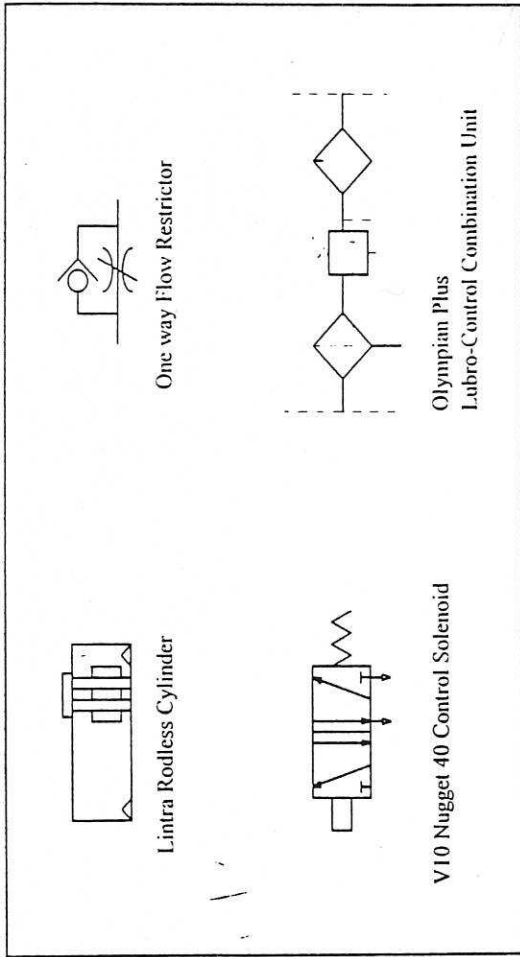 Lintra Rodless Cylinder
One way Flow Restrictor
V10 Nugget 40 Control Solenoid
Olympian Plus
Lubro-Control Combination Unit